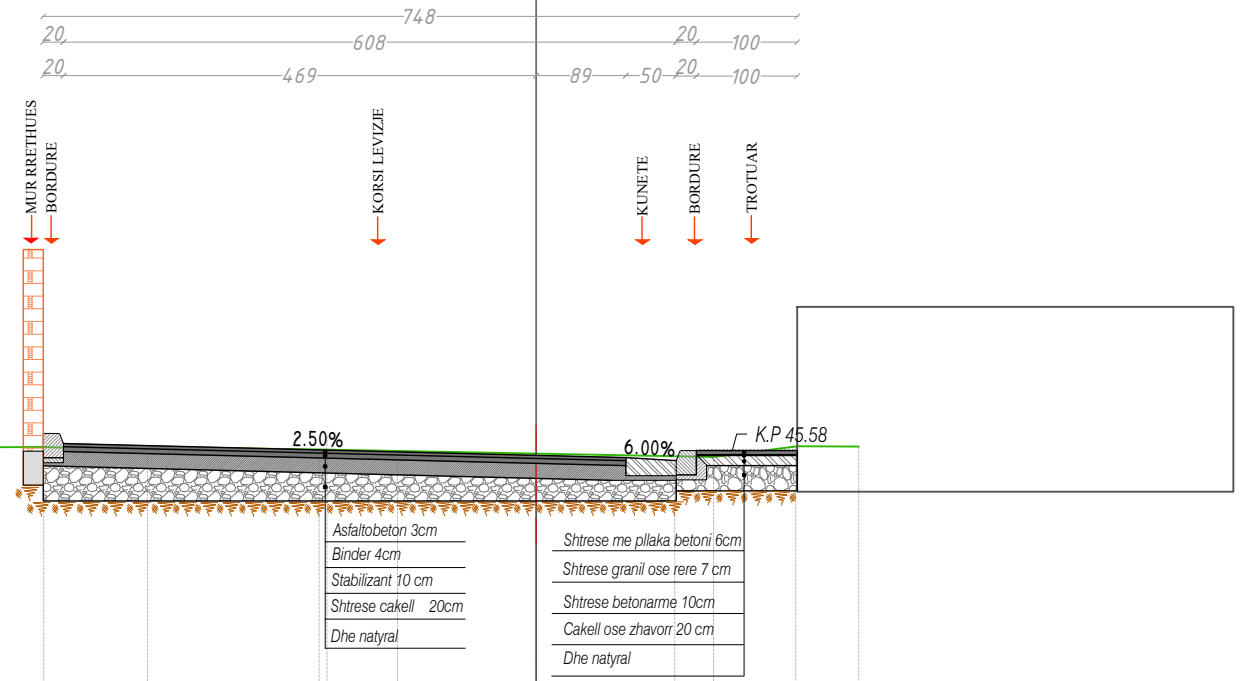 748
20 608 20 100
20 469 89 50 20 100
MUR RRETHUES
BORDURE
KORSI LEVIZJE
KUNETE
BORDURE
TROTUAR
2.50%
6.00%
K.P 45.58
Asfaltobeton 3cm
Binder 4cm
Stabilizant 10 cm
Shtrese cakell 20cm
Dhe natyral
Shtrese me pllaka betoni 6cm
Shtrese granil ose rere 7 cm
Shtrese betonarme 10cm
Cakell ose zhavorr 20 cm
Dhe natyral